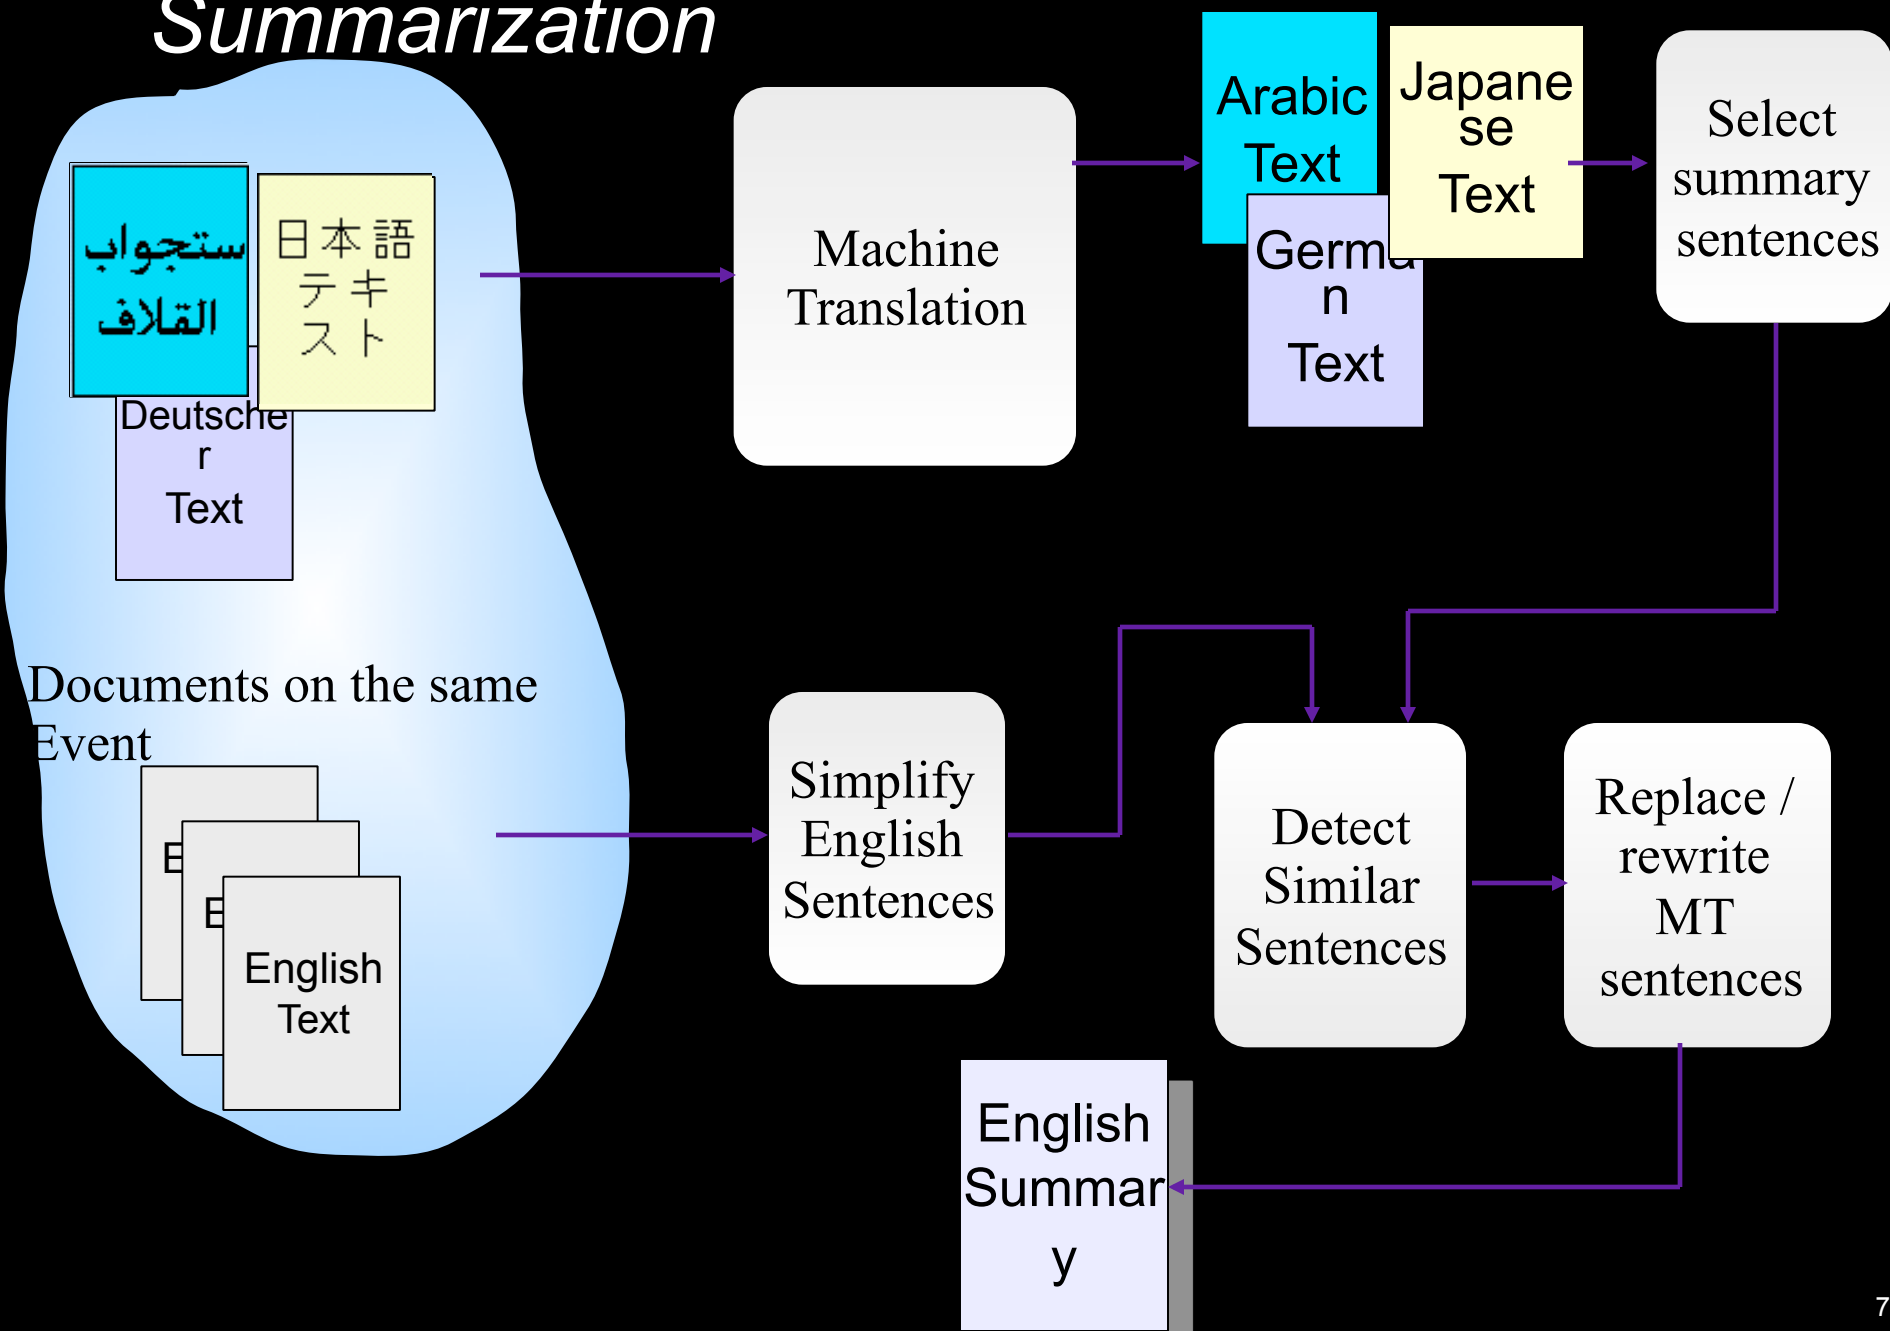 Summarization
ستجواب
القلاف
日本語
テキ
スト
Deutsche
r
Text
Documents on the same
Event
E
E
English
Text
Machine
Translation
Arabic
Text
Japane
se
Text
Germa
n
Text
Select
summary
sentences
Simplify
English
Sentences
Detect
Similar
Sentences
Replace /
rewrite
MT
sentences
English
Summar
y
7